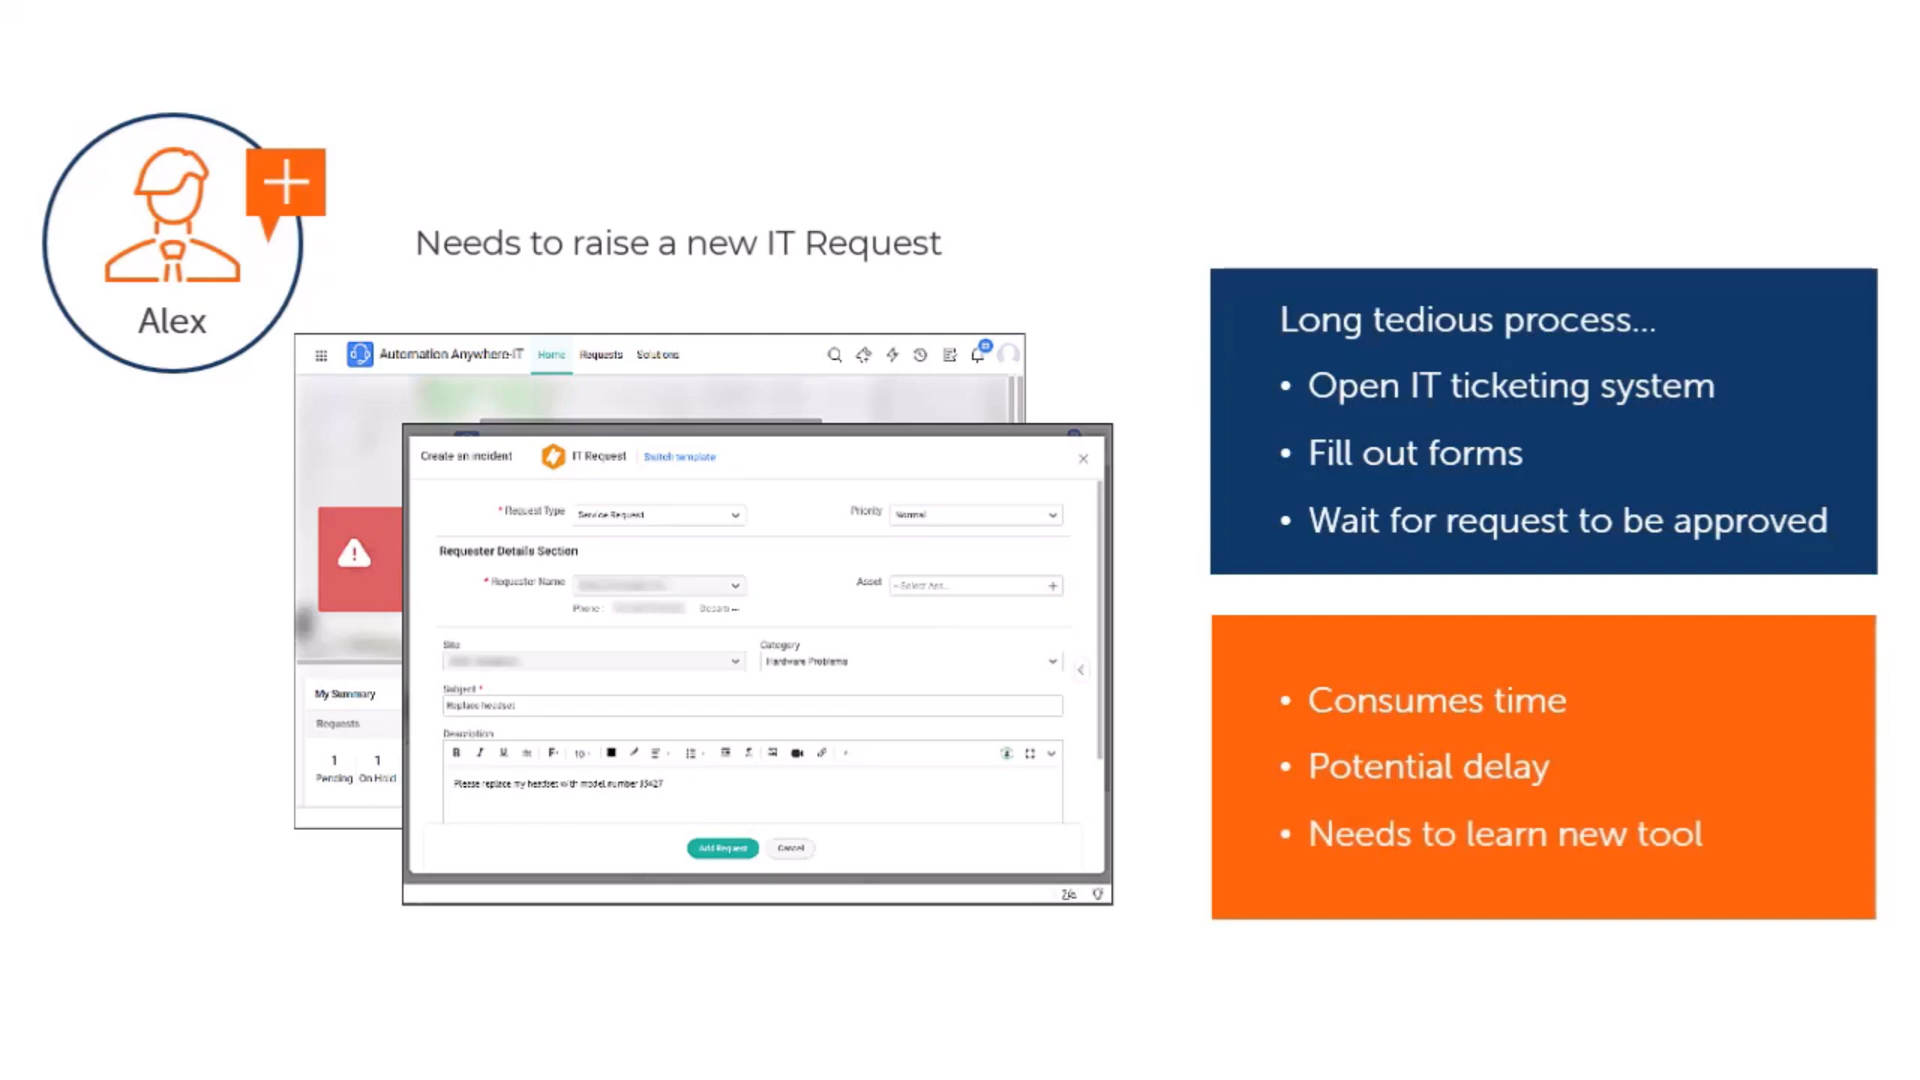 Alex
Needs to raise a new IT Request
Automation Anywhere-IT Home Requests Solutions
Create an incident IT Request Switch template
* Request Type Service Request Priority Normal
Requester Details Section
* Requester Name Asset
Phone :
Site Category
Hardware Problems
Subject *
Replace headset
Description
Please replace my headset with model number
Add Request Cancel
My Summary
Requests
1 1
Pending On Hold
Long tedious process...
• Open IT ticketing system
• Fill out forms
• Wait for request to be approved
• Consumes time
• Potential delay
• Needs to learn new tool